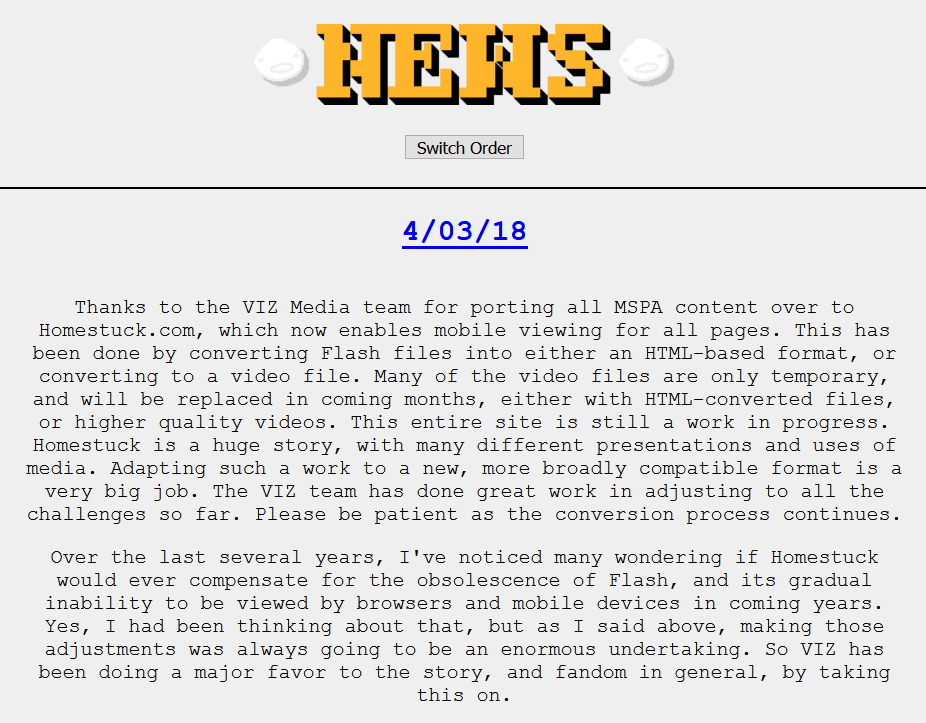 NEWS
Switch Order
4/03/18
Thanks to the VIZ Media team for porting all MSPA content over to
Homestuck.com, which now enables mobile viewing for all pages. This has
been done by converting Flash files into either an HTML-based format, or
converting to a video file. Many of the video files are only temporary,
and will be replaced in coming months, either with HTML-converted files,
or higher quality videos. This entire site is still a work in progress.
Homestuck is a huge story, with many different presentations and uses of
media. Adapting such a work to a new, more broadly compatible format is a
very big job. The VIZ team has done great work in adjusting to all the
challenges so far. Please be patient as the conversion process continues.
Over the last several years, I've noticed many wondering if Homestuck
would ever compensate for the obsolescence of Flash, and its gradual
inability to be viewed by browsers and mobile devices in coming years.
Yes, I had been thinking about that, but as I said above, making those
adjustments was always going to be an enormous undertaking. So VIZ has
been doing a major favor to the story, and fandom in general, by taking
this on.